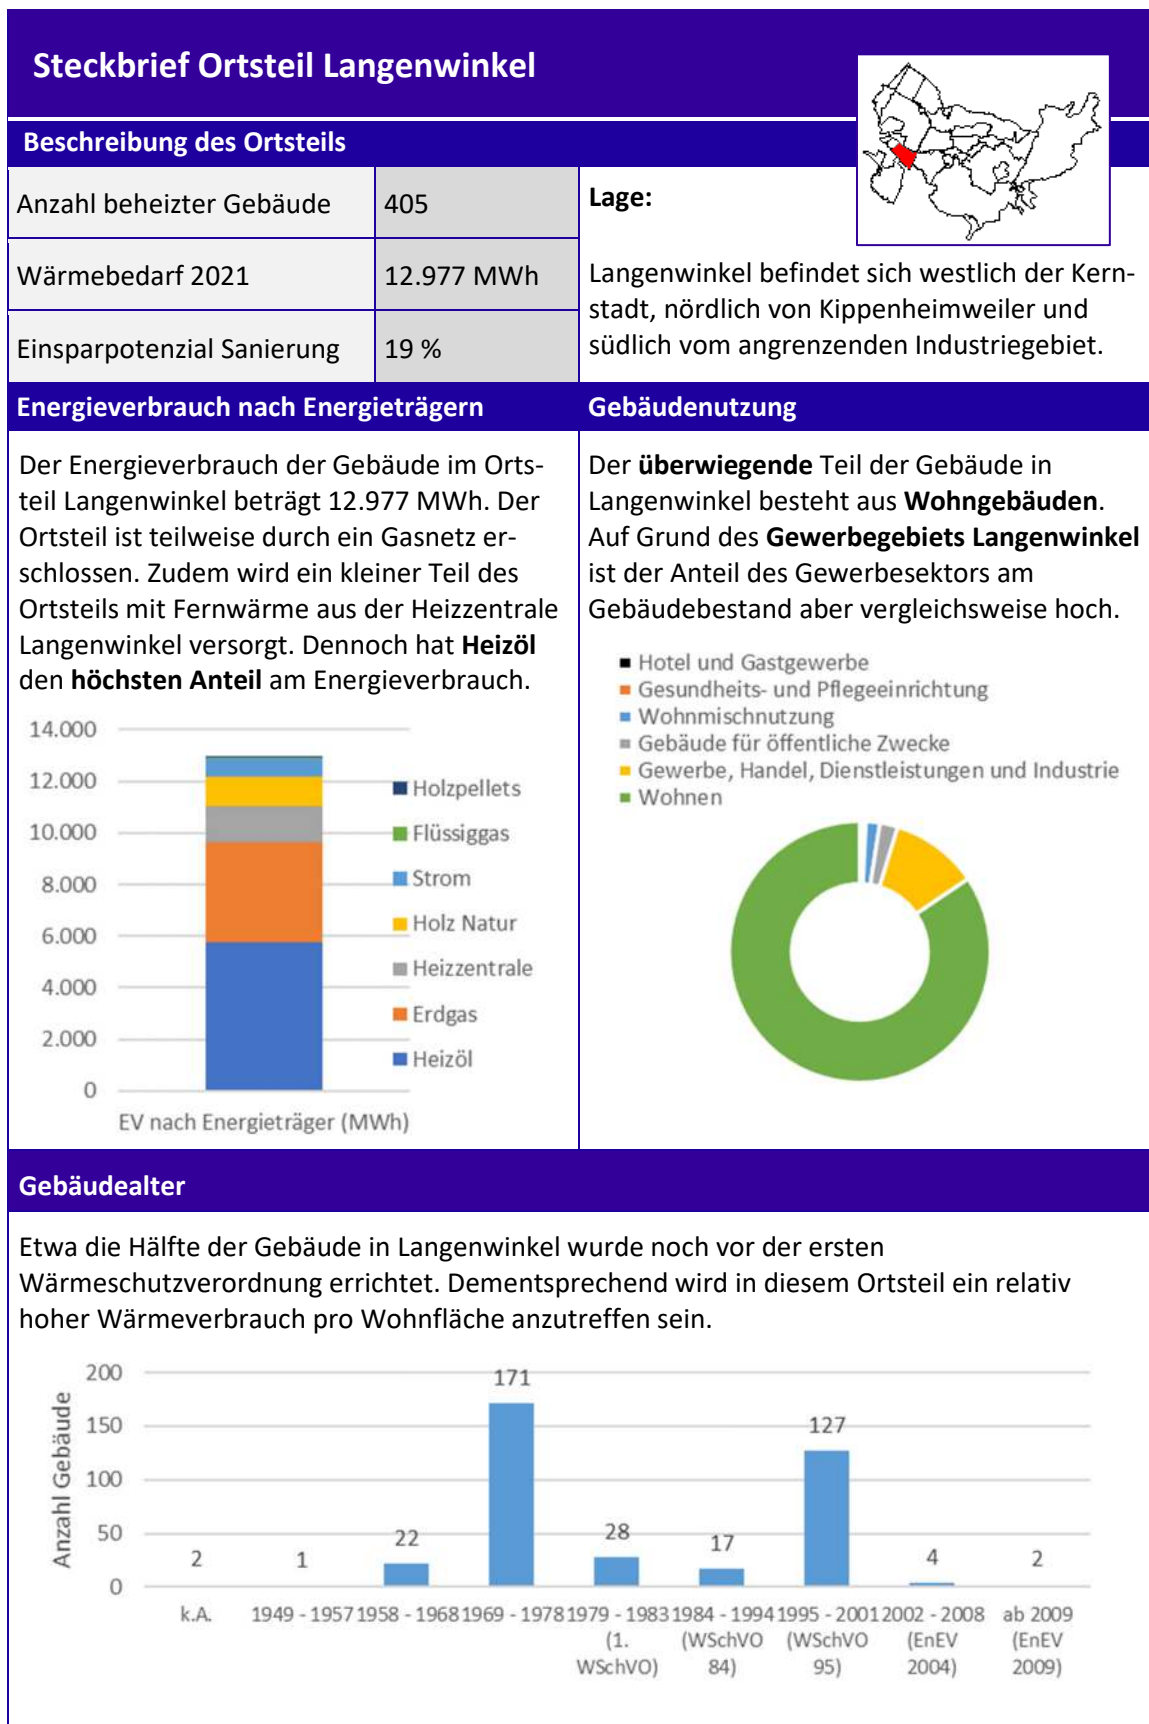 Steckbrief Ortsteil Langenwinkel
Beschreibung des Ortsteils
Anzahl beheizter Gebäude 405
Wärmebedarf 2021 12.977 MWh
Einsparpotenzial Sanierung 19 %
Lage:
Langenwinkel befindet sich westlich der Kern-
stadt, nördlich von Kippenheimweiler und
südlich vom angrenzenden Industriegebiet.
Energieverbrauch nach Energieträgern
Der Energieverbrauch der Gebäude im Orts-
teil Langenwinkel beträgt 12.977 MWh. Der
Ortsteil ist teilweise durch ein Gasnetz er-
schlossen. Zudem wird ein kleiner Teil des
Ortsteils mit Fernwärme aus der Heizzentrale
Langenwinkel versorgt. Dennoch hat Heizöl
den höchsten Anteil am Energieverbrauch.
14.000
12.000
10.000
8.000
6.000
4.000
2.000
0
Holzpellets
Flüssiggas
Strom
Holz Natur
Heizzentrale
Erdgas
Heizöl
EV nach Energieträger (MWh)
Gebäudenutzung
Der überwiegende Teil der Gebäude in
Langenwinkel besteht aus Wohngebäuden.
Auf Grund des Gewerbegebiets Langenwinkel
ist der Anteil des Gewerbesektors am
Gebäudebestand aber vergleichsweise hoch.
Hotel und Gastgewerbe
Gesundheits- und Pflegeeinrichtung
Wohnmischnutzung
Gebäude für öffentliche Zwecke
Gewerbe, Handel, Dienstleistungen und Industrie
Wohnen
Gebäudealter
Etwa die Hälfte der Gebäude in Langenwinkel wurde noch vor der ersten
Wärmeschutzverordnung errichtet. Dementsprechend wird in diesem Ortsteil ein relativ
hoher Wärmeverbrauch pro Wohnfläche anzutreffen sein.
Anzahl Gebäude
200
150
100
50
0
2 1 22 171 28 17 127 4 2
k.A. 1949 - 1957 1958 - 1968 1969 - 1978 1979 - 1983 1984 - 1994 1995 - 2001 2002 - 2008 ab 2009
(1. (WSchVO (WSchVO (EnEV (EnEV
WSchVO) 84) 95) 2004) 2009)